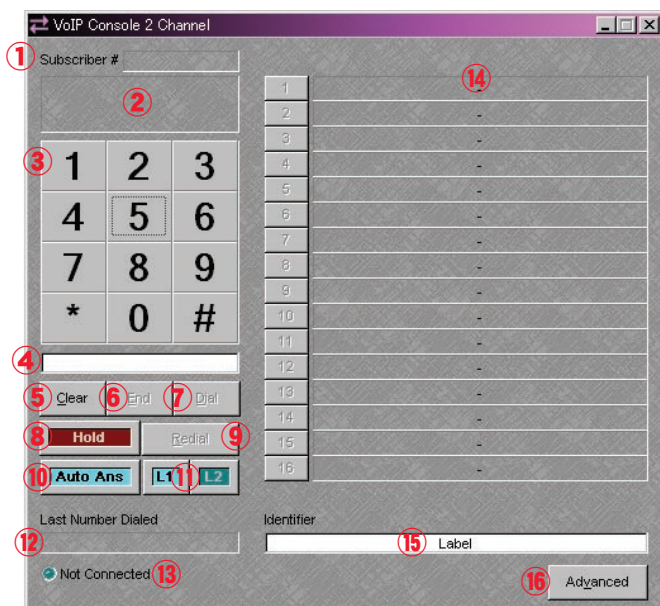 VoIP Console 2 Channel
① Subscriber #
②
③ 1 2 3
4 5 6
7 8 9
* 0 #
④
⑤ Clear ⑥ End ⑦ Dial
⑧ Hold Redial ⑨
⑩ Auto Ans L1 ⑪ L2
Last Number Dialed
⑫
Not Connected ⑬
⑭
1 -
2 -
3 -
4 -
5 -
6 -
7 -
8 -
9 -
10 -
11 -
12 -
13 -
14 -
15 -
16 -
Identifier
⑮ Label
⑯ Advanced